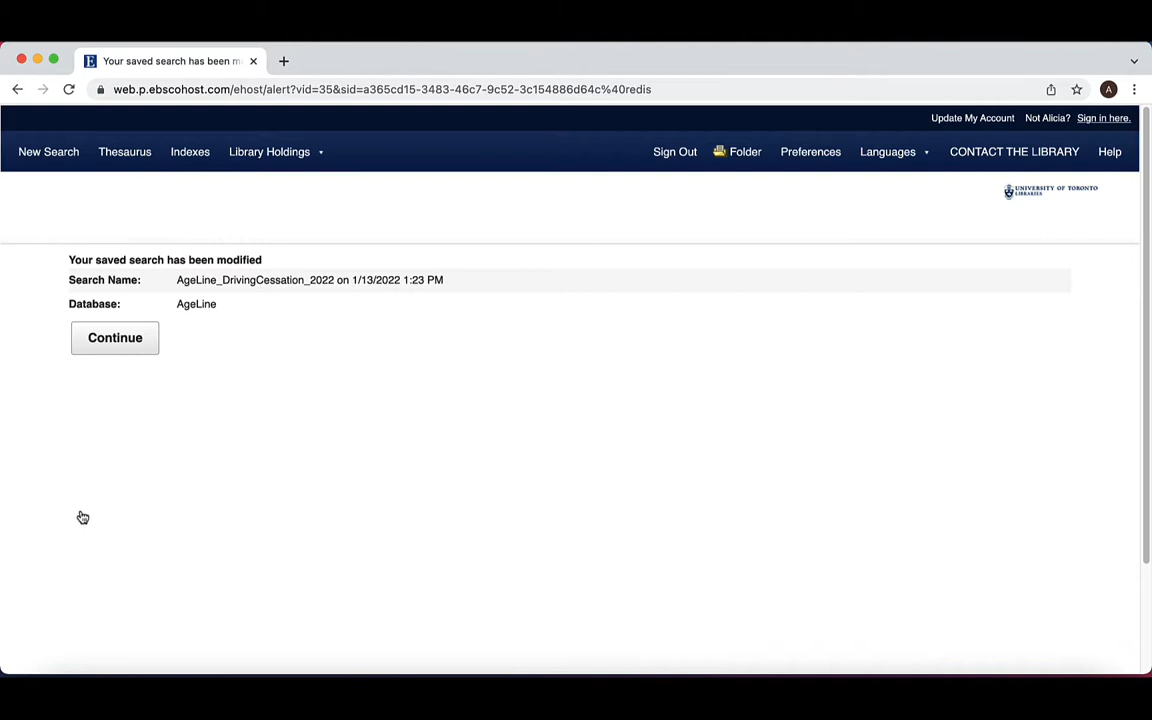 Your saved search has been m
web.p.ebscohost.com/ehost/alert?vid=35&sid=a365cd15-3483-46c7-9c52-3c154886d64c%40redis
A
Update My Account Not Alicia? Sign in here.
New Search Thesaurus Indexes Library Holdings Sign Out Folder Preferences Languages CONTACT THE LIBRARY Help
UNIVERSITY OF TORONTO
LIBRARIES
Your saved search has been modified
Search Name: AgeLine_DrivingCessation_2022 on 1/13/2022 1:23 PM
Database: AgeLine
Continue